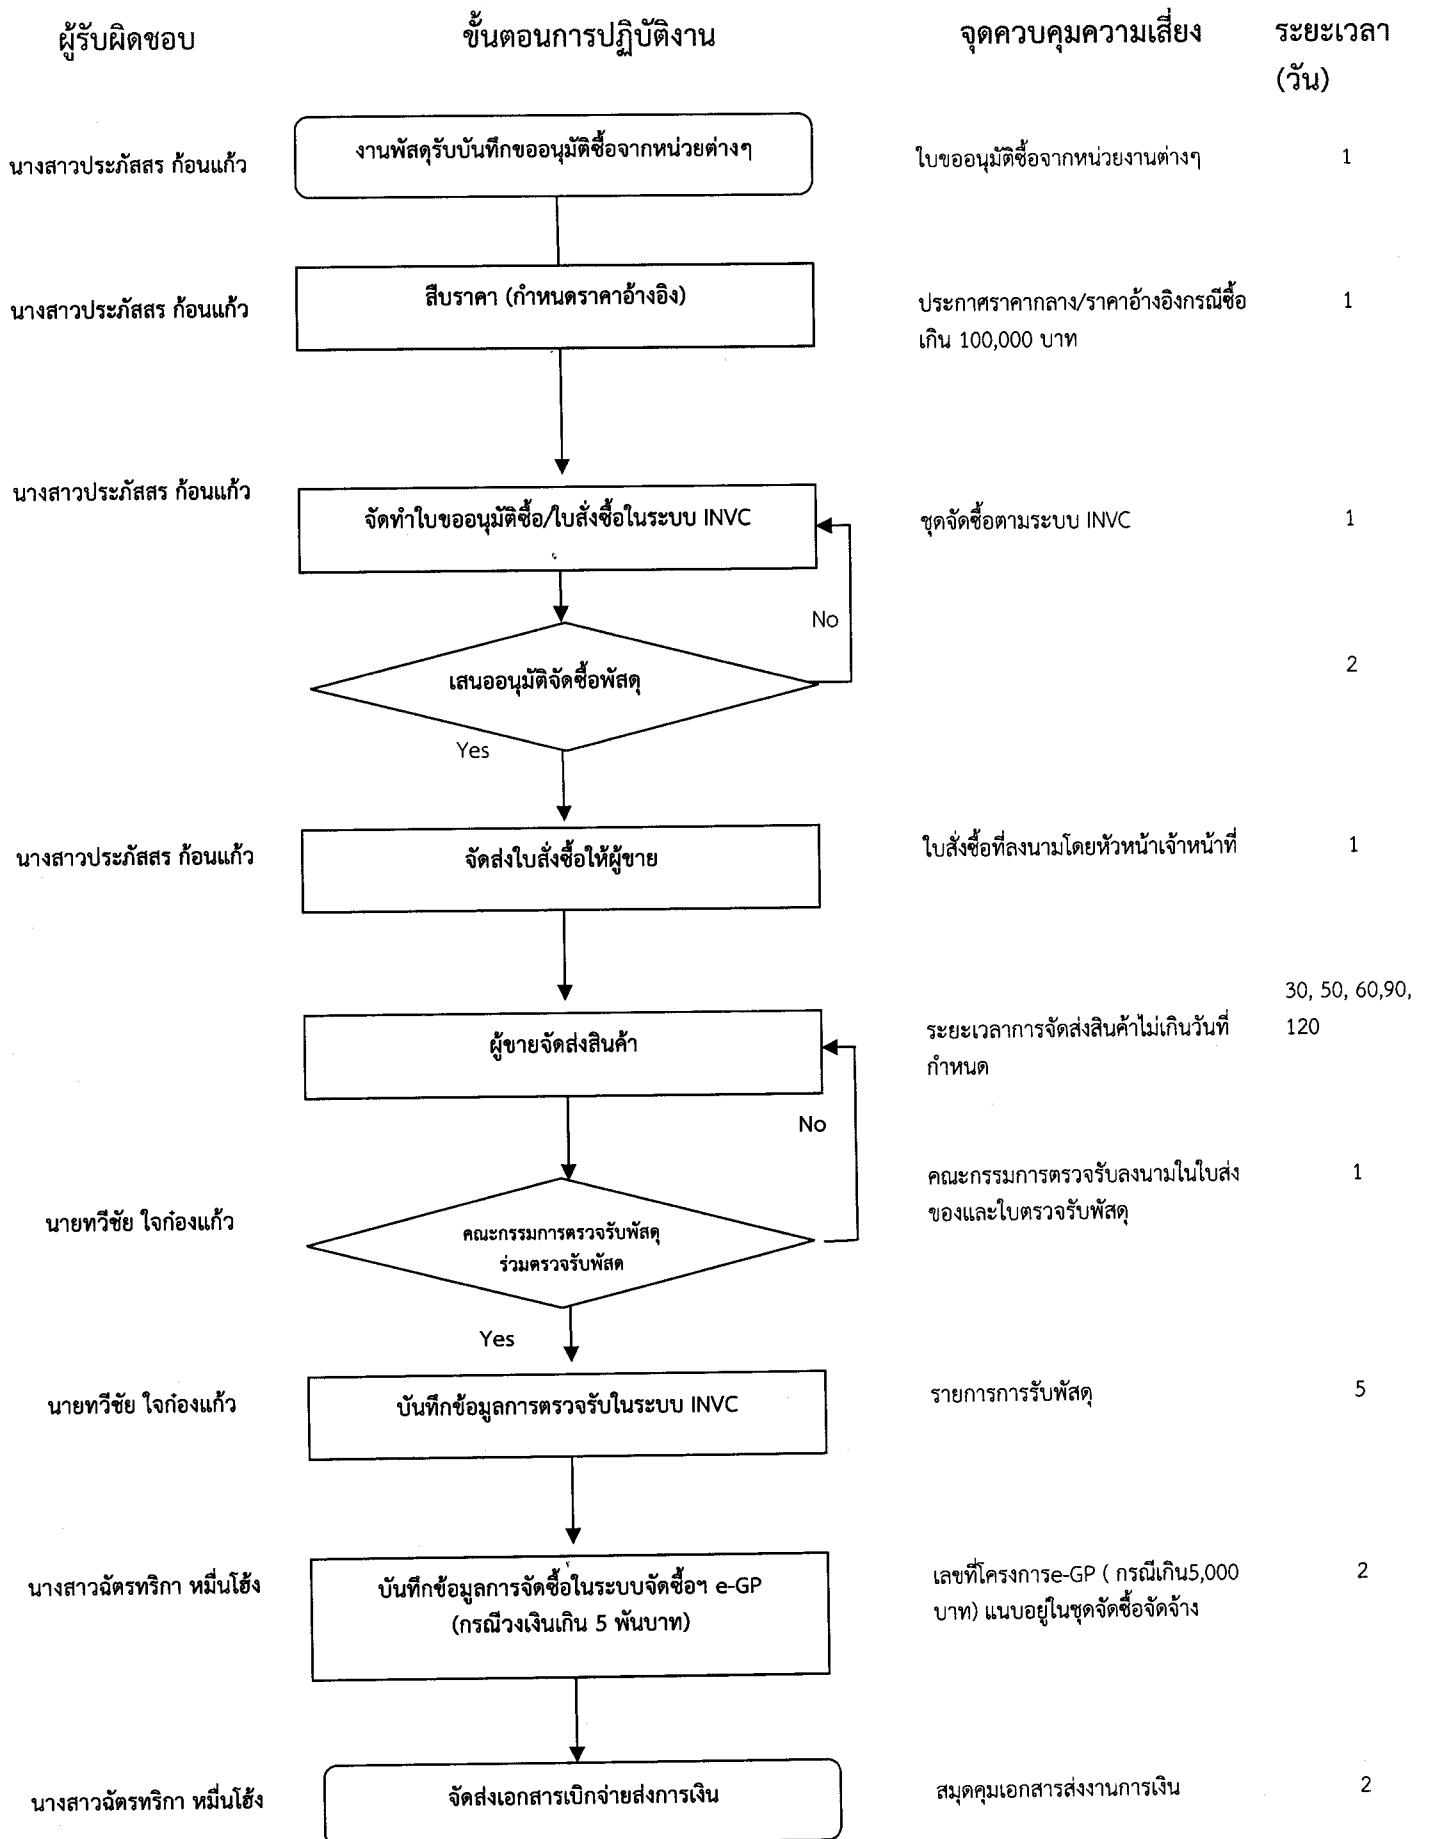 ผู้รับผิดชอบ ขั้นตอนการปฏิบัติงาน จุดควบคุมความเสี่ยง ระยะเวลา
(วัน)
นางสาวประภัสสร ก้อนแก้ว งานพัสดุรับบันทึกขออนุมัติซื้อจากหน่วยต่างๆ ใบขออนุมัติซื้อจากหน่วยงานต่างๆ 1
นางสาวประภัสสร ก้อนแก้ว สืบราคา (กำหนดราคาอ้างอิง) ประกาศราคากลาง/ราคาอ้างอิงกรณีซื้อ 1
เกิน 100,000 บาท
นางสาวประภัสสร ก้อนแก้ว จัดทำใบขออนุมัติซื้อ/ใบสั่งซื้อในระบบ INVC ชุดจัดซื้อตามระบบ INVC 1
No
เสนออนุมัติจัดซื้อพัสดุ 2
Yes
นางสาวประภัสสร ก้อนแก้ว จัดส่งใบสั่งซื้อให้ผู้ขาย ใบสั่งซื้อที่ลงนามโดยหัวหน้าเจ้าหน้าที่ 1
30, 50, 60,90,
ผู้ขายจัดส่งสินค้า ระยะเวลาการจัดส่งสินค้าไม่เกินวันที่ 120
กำหนด
No
คณะกรรมการตรวจรับลงนามในใบส่ง 1
นายทวีชัย ใจก๋องแก้ว คณะกรรมการตรวจรับพัสดุ ของและใบตรวจรับพัสดุ
ร่วมตรวจรับพัสด
Yes
นายทวีชัย ใจก๋องแก้ว บันทึกข้อมูลการตรวจรับในระบบ INVC รายการการรับพัสดุ 5
นางสาวฉัตรทริกา หมื่นโฮ้ง บันทึกข้อมูลการจัดซื้อในระบบจัดซื้อฯ e-GP เลขที่โครงการe-GP ( กรณีเกิน5,000 2
(กรณีวงเงินเกิน 5 พันบาท) บาท) แนบอยู่ในชุดจัดซื้อจัดจ้าง
นางสาวฉัตรทริกา หมื่นโฮ้ง จัดส่งเอกสารเบิกจ่ายส่งการเงิน สมุดคุมเอกสารส่งงานการเงิน 2